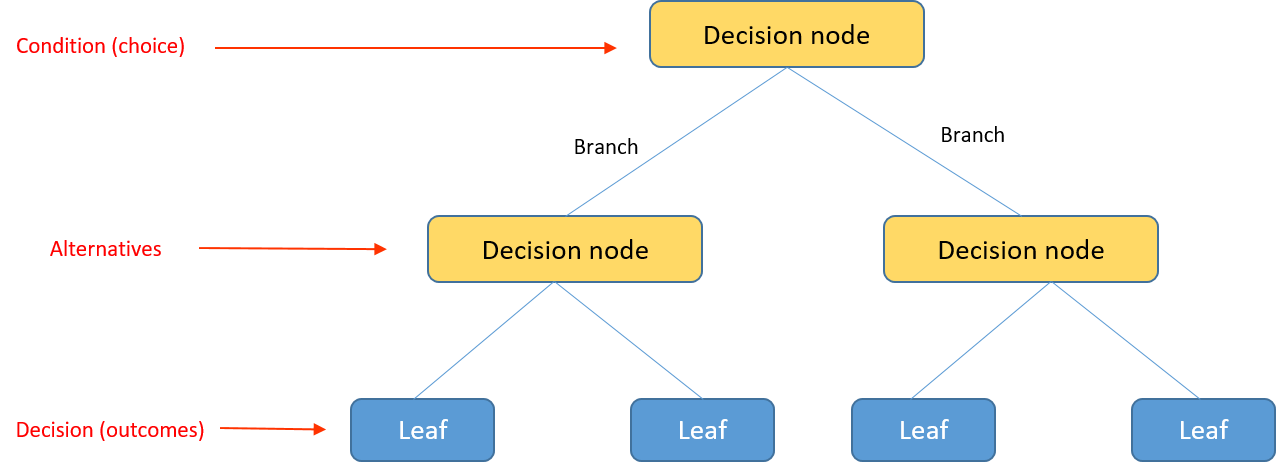 Decision node
Condition (choice)
Branch
Branch
Alternatives
Decision node
Decision node
Decision (outcomes)
Leaf
Leaf
Leaf
Leaf